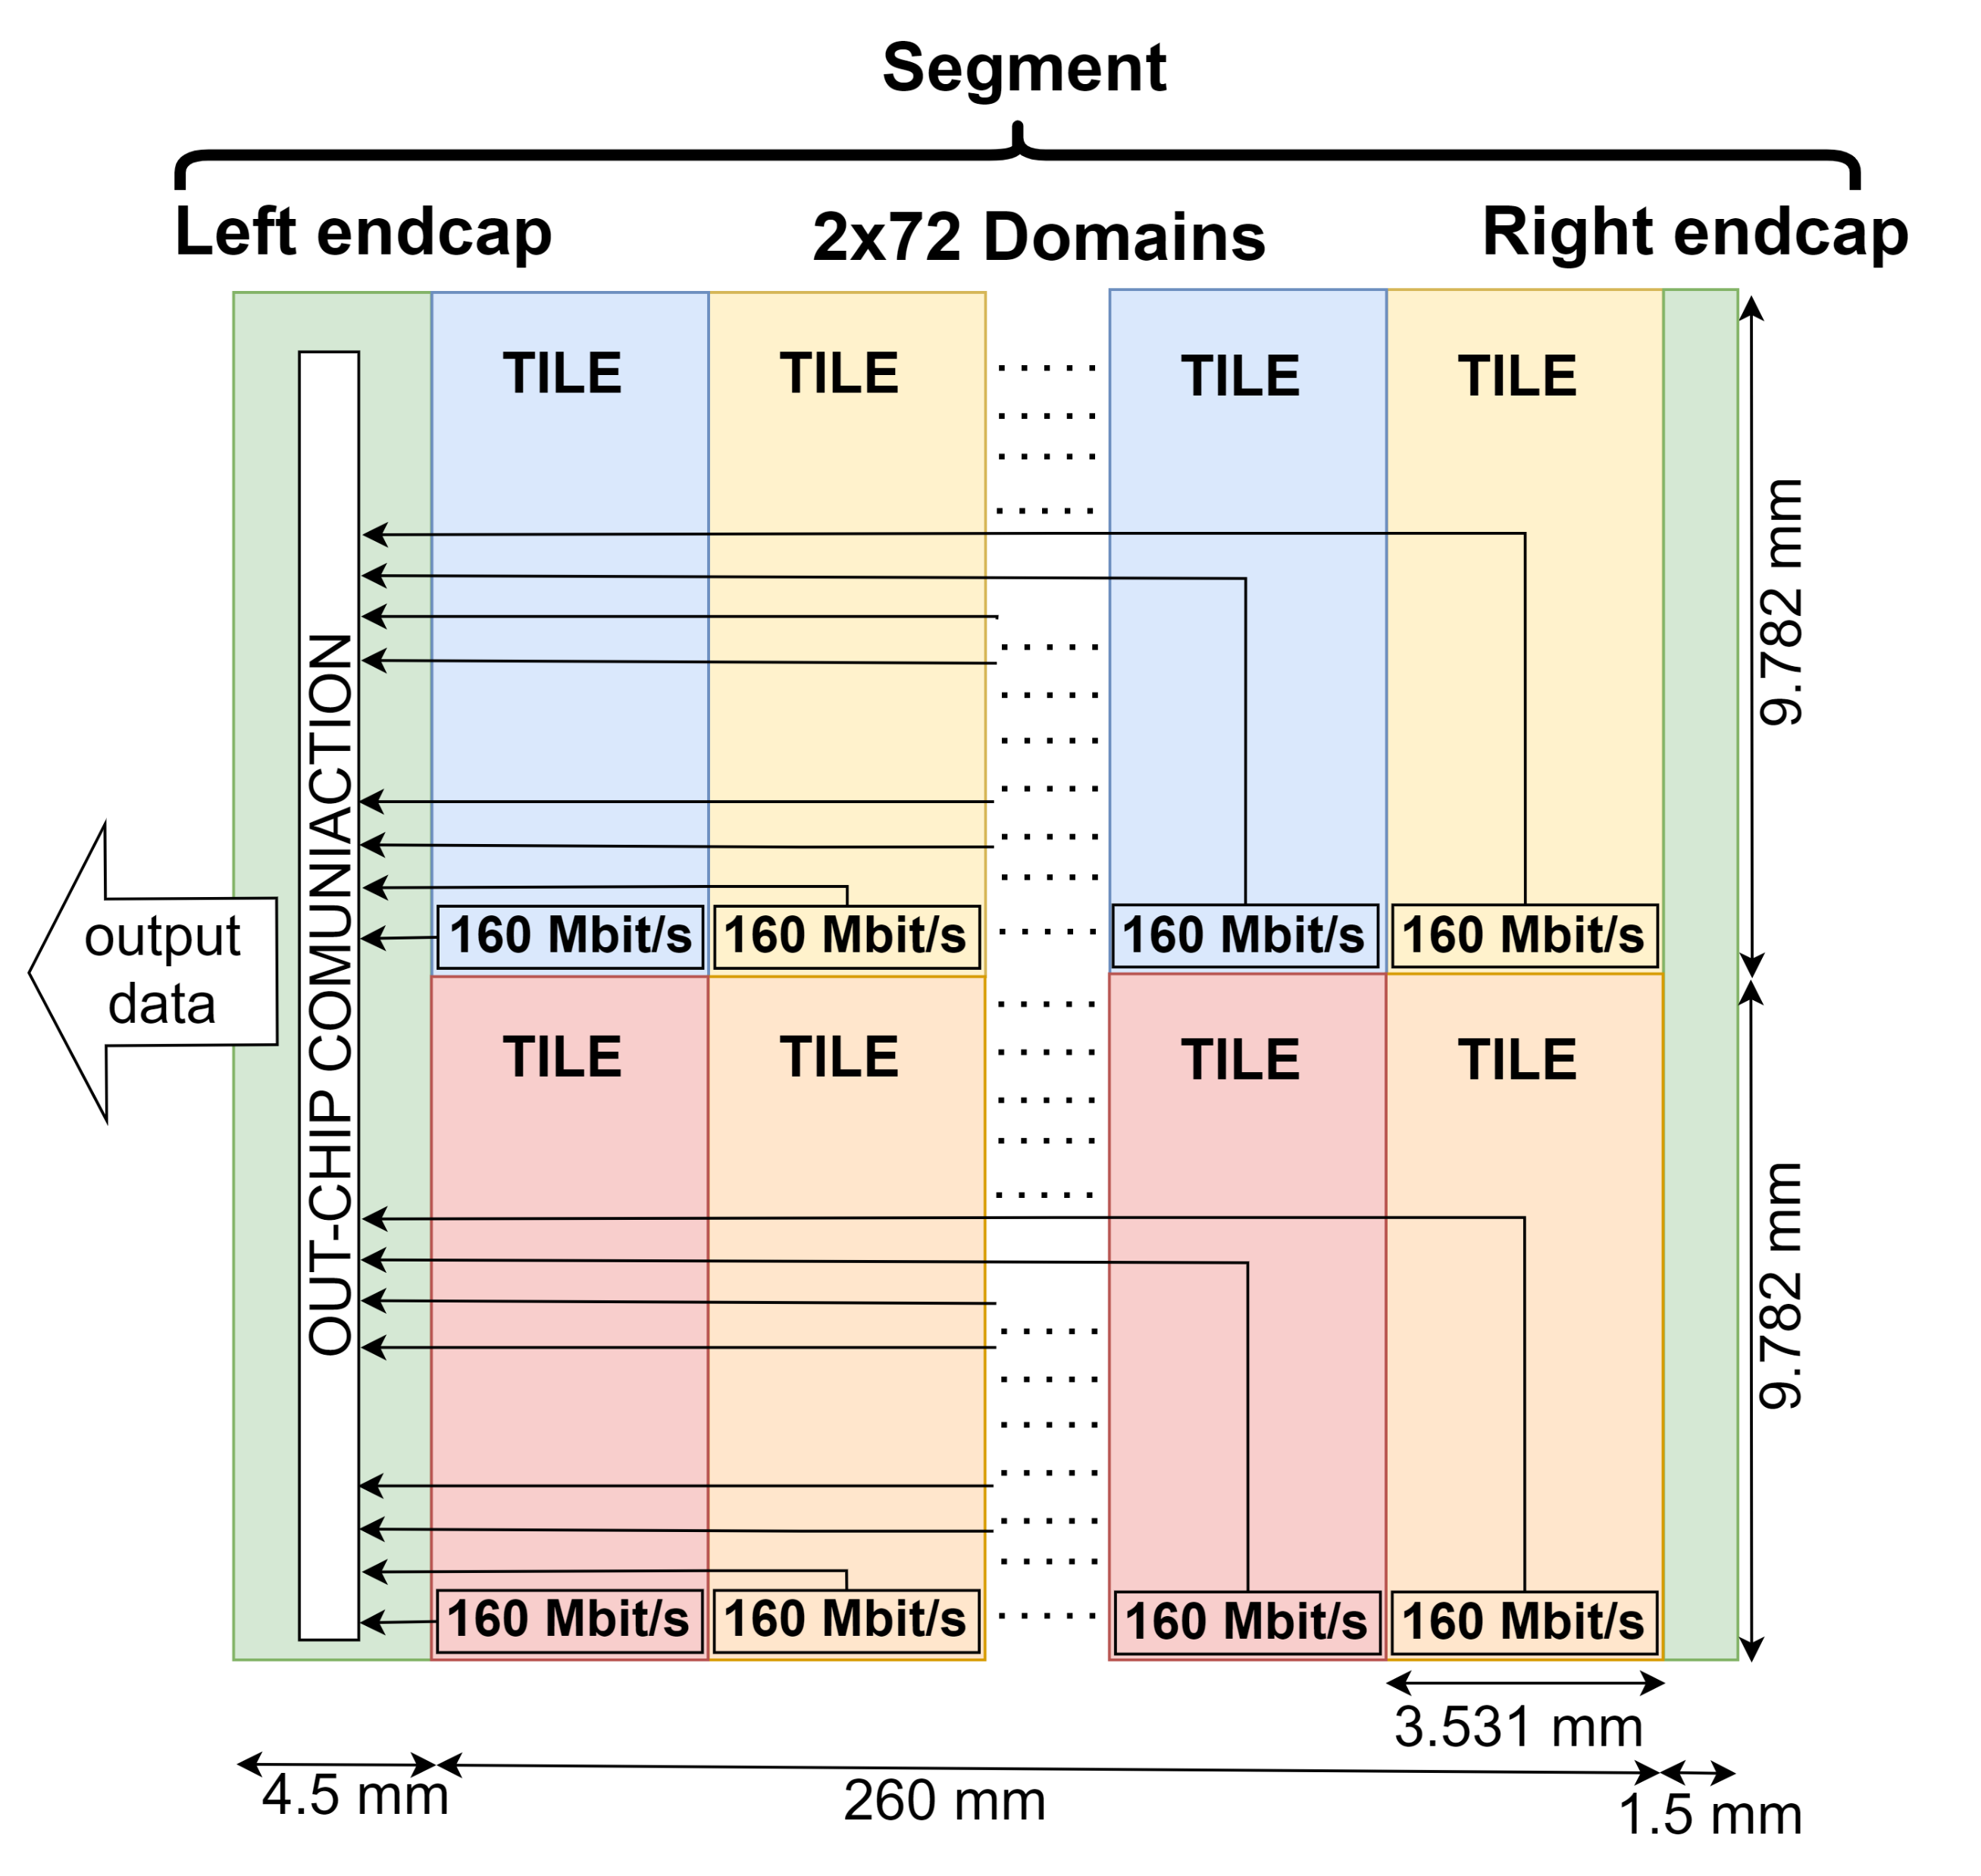 Segment
Left endcap
2x72 Domains
Right endcap
TILE
TILE
TILE
TILE
9.782 mm
OUT-CHIP COMUNIACTION
output
data
160 Mbit/s
160 Mbit/s
160 Mbit/s
160 Mbit/s
TILE
TILE
TILE
TILE
9.782 mm
160 Mbit/s
160 Mbit/s
160 Mbit/s
160 Mbit/s
3.531 mm
4.5 mm
260 mm
1.5 mm